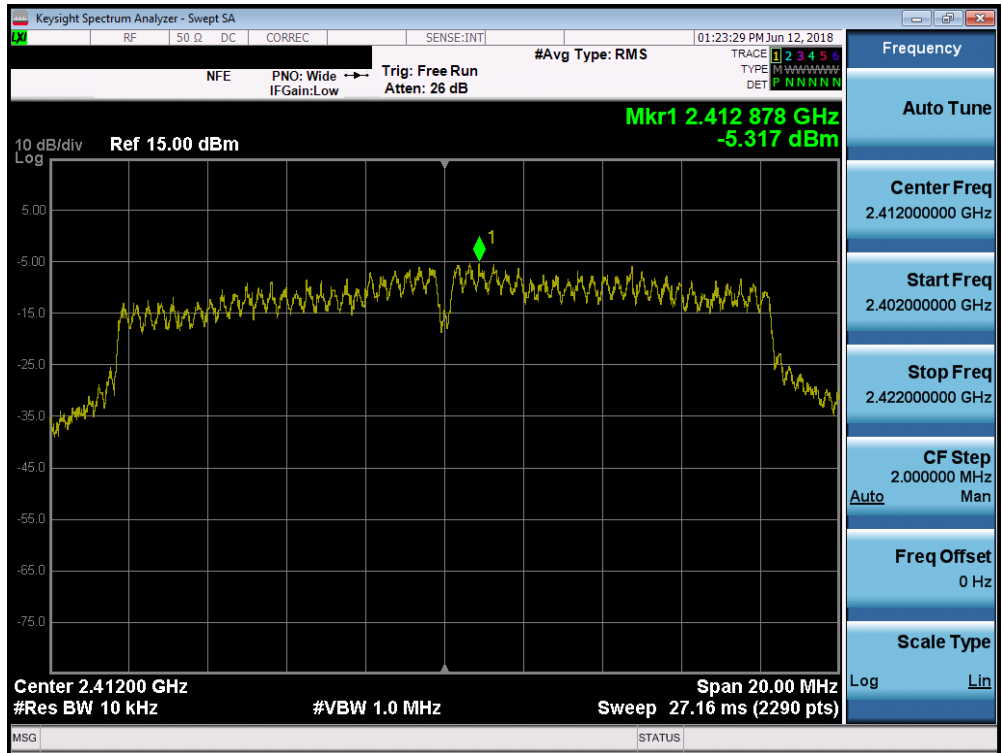 Keysight Spectrum Analyzer - Swept SA
LXI RF 50 Ω DC CORREC SENSE:INT 01:23:29 PM Jun 12, 2018
NFE PNO: Wide Trig: Free Run #Avg Type: RMS TRACE 1 2 3 4 5 6
IFGain:Low Atten: 26 dB TYPE M W W W W W
DET P N N N N N
Mkr1 2.412 878 GHz
-5.317 dBm
10 dB/div Ref 15.00 dBm
Log
1
5.00
-5.00
-15.0
-25.0
-35.0
-45.0
-55.0
-65.0
-75.0
Center 2.41200 GHz Span 20.00 MHz
#Res BW 10 kHz #VBW 1.0 MHz Sweep 27.16 ms (2290 pts)
MSG STATUS
Frequency
Auto Tune
Center Freq
2.412000000 GHz
Start Freq
2.402000000 GHz
Stop Freq
2.422000000 GHz
CF Step
2.000000 MHz
Auto Man
Freq Offset
0 Hz
Scale Type
Log Lin